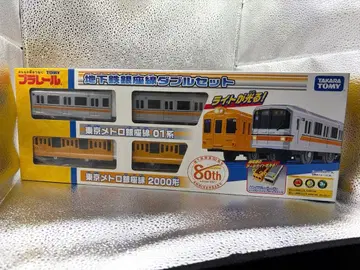 プラレール
地下鉄銀座線ダブルセット
TAKARA TOMY
ライトが光る!
東京メトロ銀座線 01系
東京メトロ銀座線 2000形
80th
ANNIVERSARY